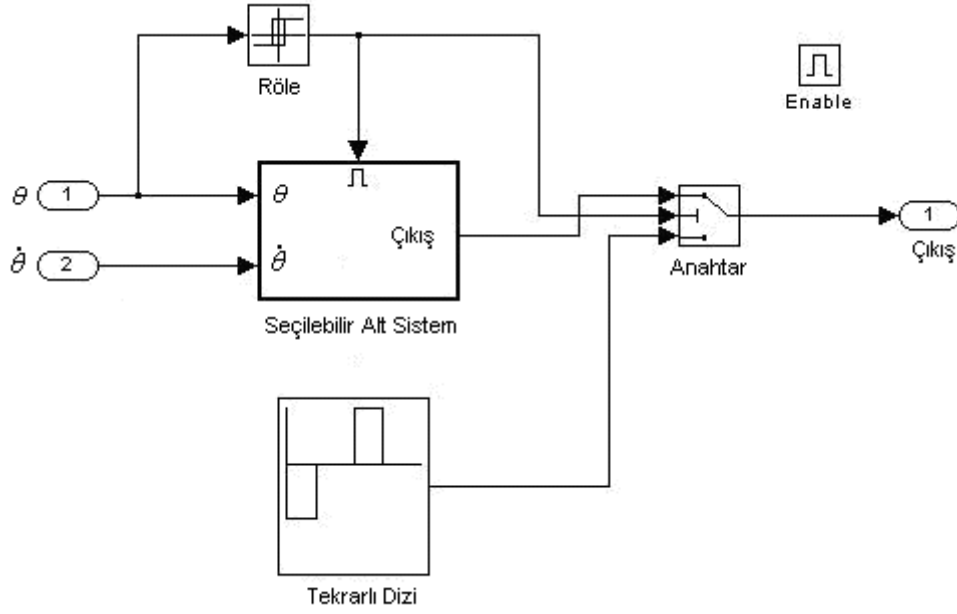 Röle
Enable
θ 1
θ
Çıkış
1
Çıkış
θ̇ 2
θ̇
Anahtar
Seçilebilir Alt Sistem
Tekrarlı Dizi